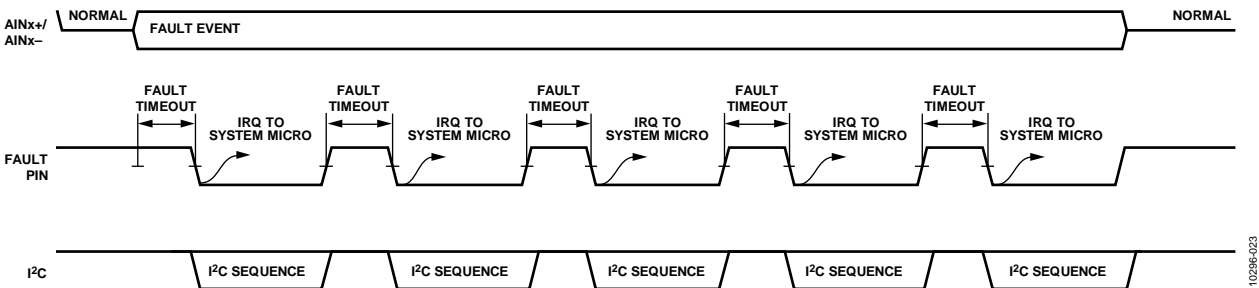 AINx+/
AINx–
NORMAL
FAULT EVENT
NORMAL
FAULT
TIMEOUT
FAULT
TIMEOUT
FAULT
TIMEOUT
FAULT
TIMEOUT
FAULT
TIMEOUT
IRQ TO
SYSTEM MICRO
IRQ TO
SYSTEM MICRO
IRQ TO
SYSTEM MICRO
IRQ TO
SYSTEM MICRO
IRQ TO
SYSTEM MICRO
FAULT
PIN
I²C
I²C SEQUENCE
I²C SEQUENCE
I²C SEQUENCE
I²C SEQUENCE
I²C SEQUENCE
10296-023